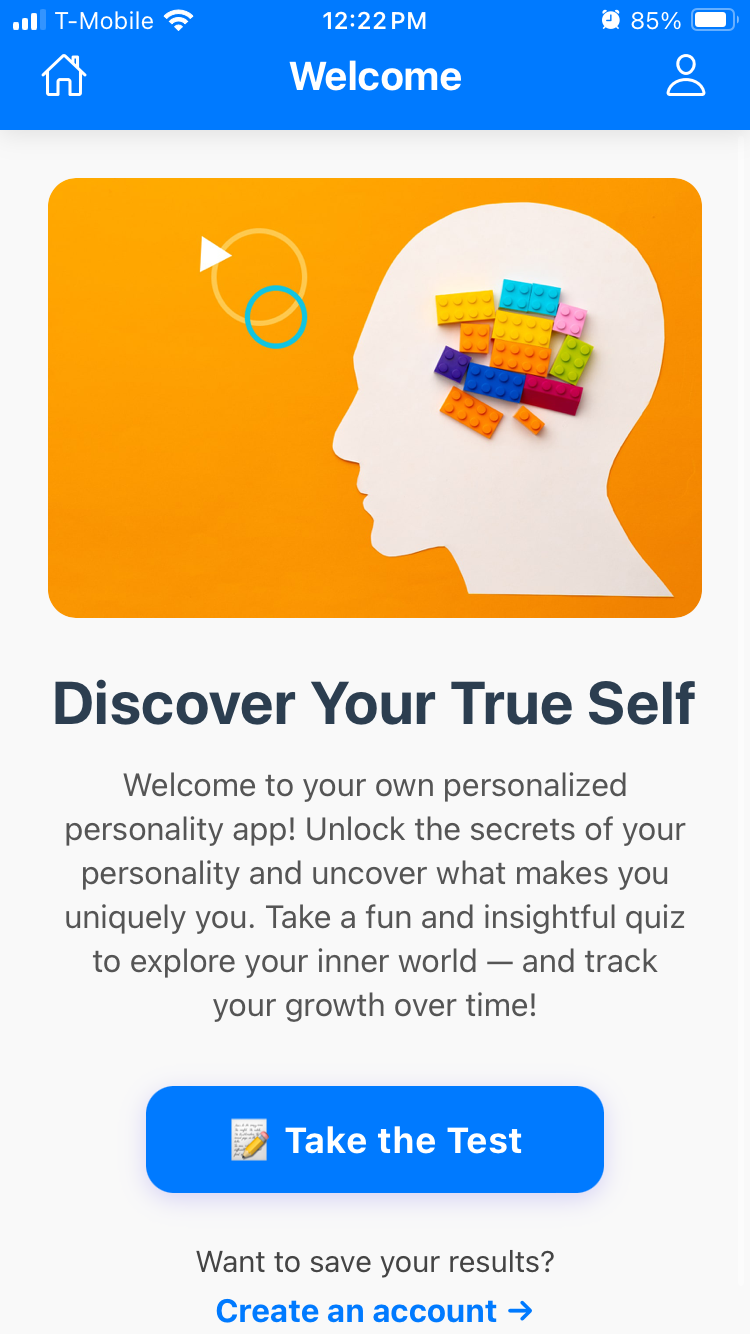 T-Mobile 12:22 PM 85%
Welcome
Discover Your True Self
Welcome to your own personalized
personality app! Unlock the secrets of your
personality and uncover what makes you
uniquely you. Take a fun and insightful quiz
to explore your inner world — and track
your growth over time!
📝 Take the Test
Want to save your results?
Create an account →